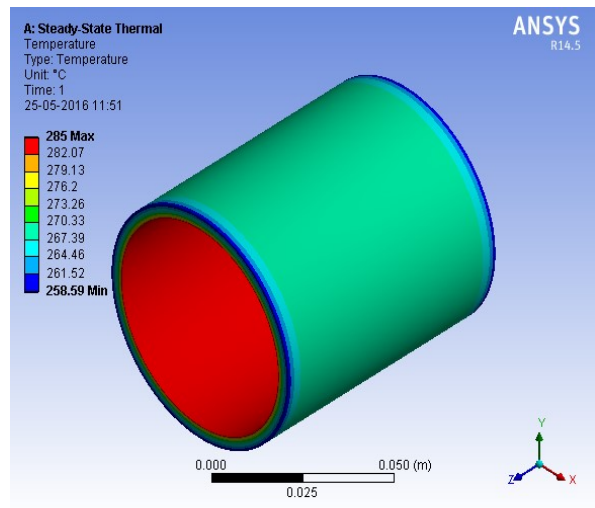 A: Steady-State Thermal
Temperature
Type: Temperature
Unit: °C
Time: 1
25-05-2016 11:51
ANSYS
R14.5
285 Max
282.07
279.13
276.2
273.26
270.33
267.39
264.46
261.52
258.59 Min
0.000
0.050 (m)
0.025
Y
Z
X